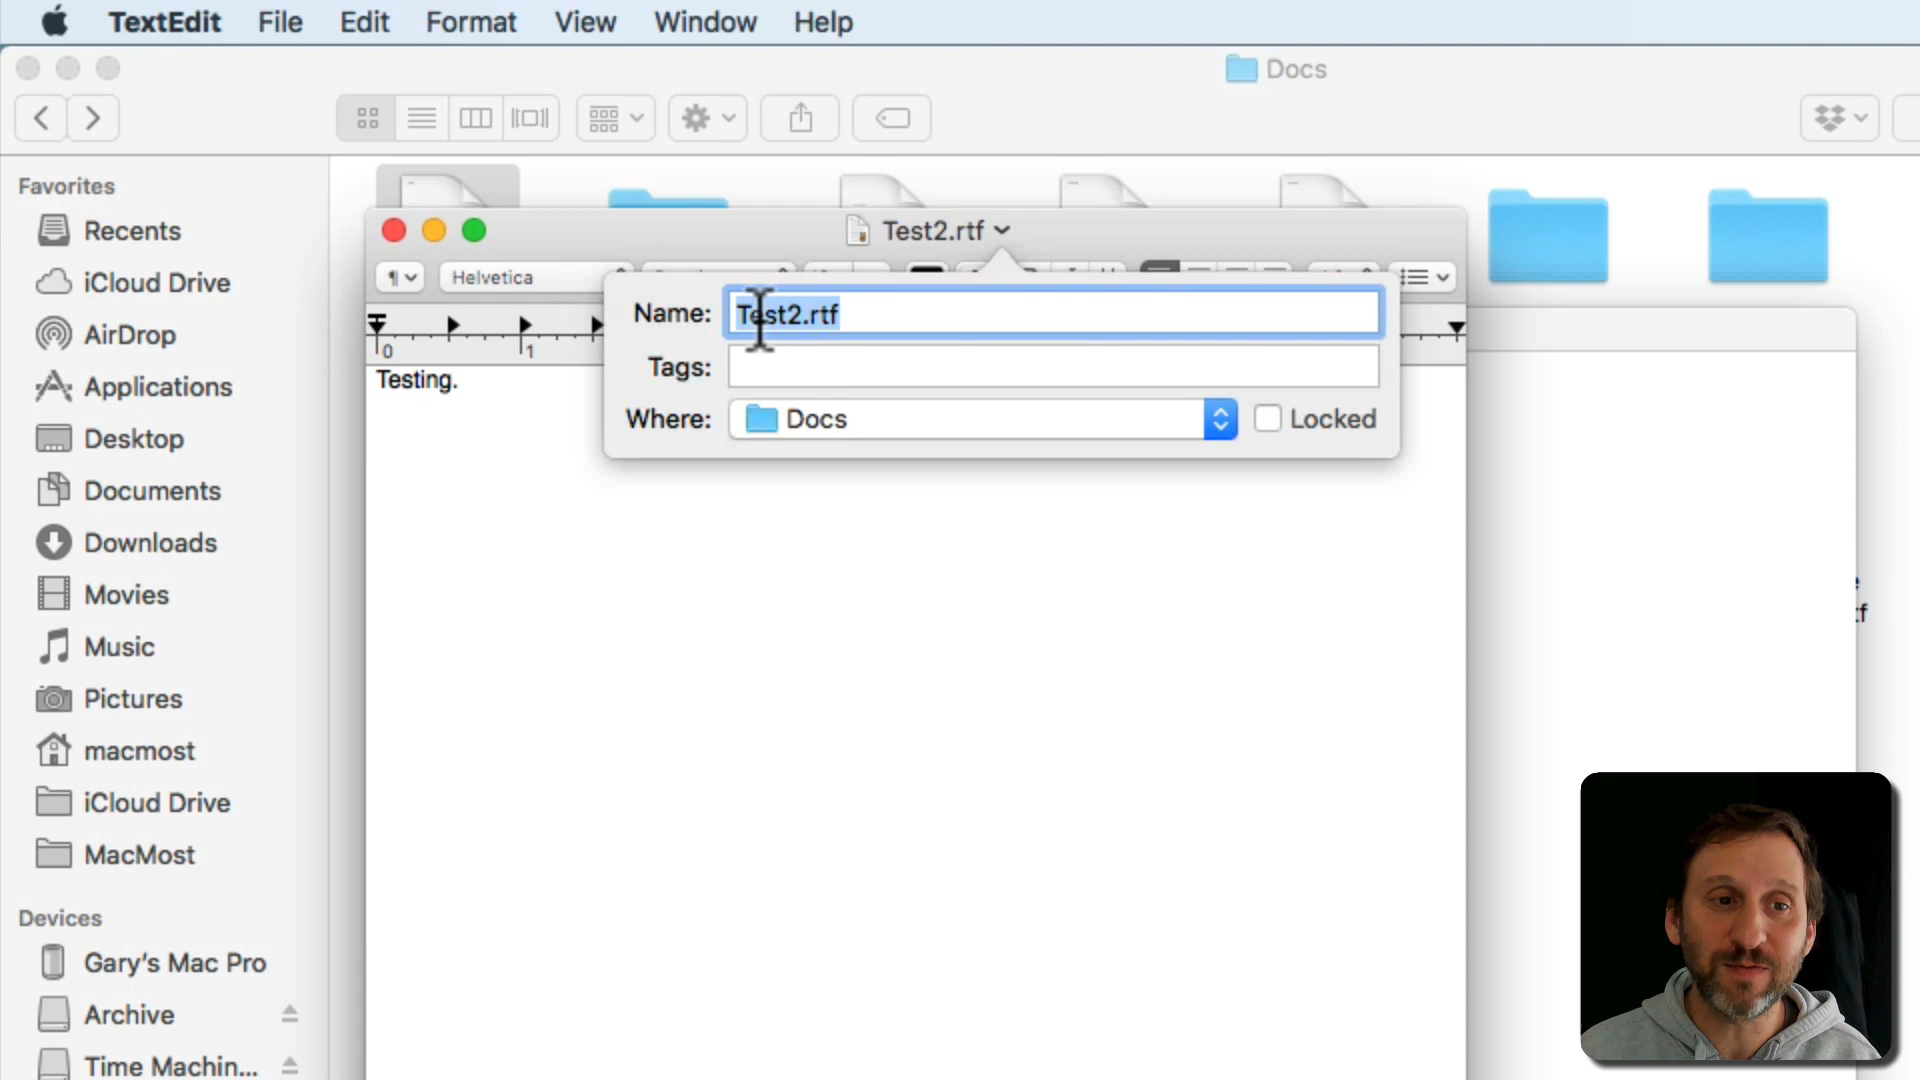 TextEdit File Edit Format View Window Help
Docs
Favorites
Recents
iCloud Drive
AirDrop
Applications
Desktop
Documents
Downloads
Movies
Music
Pictures
macmost
iCloud Drive
MacMost
Devices
Gary's Mac Pro
Archive
Time Machin...
Test2.rtf
¶ Helvetica
0 1
Testing.
Name: Test2.rtf
Tags:
Where: Docs Locked
tf